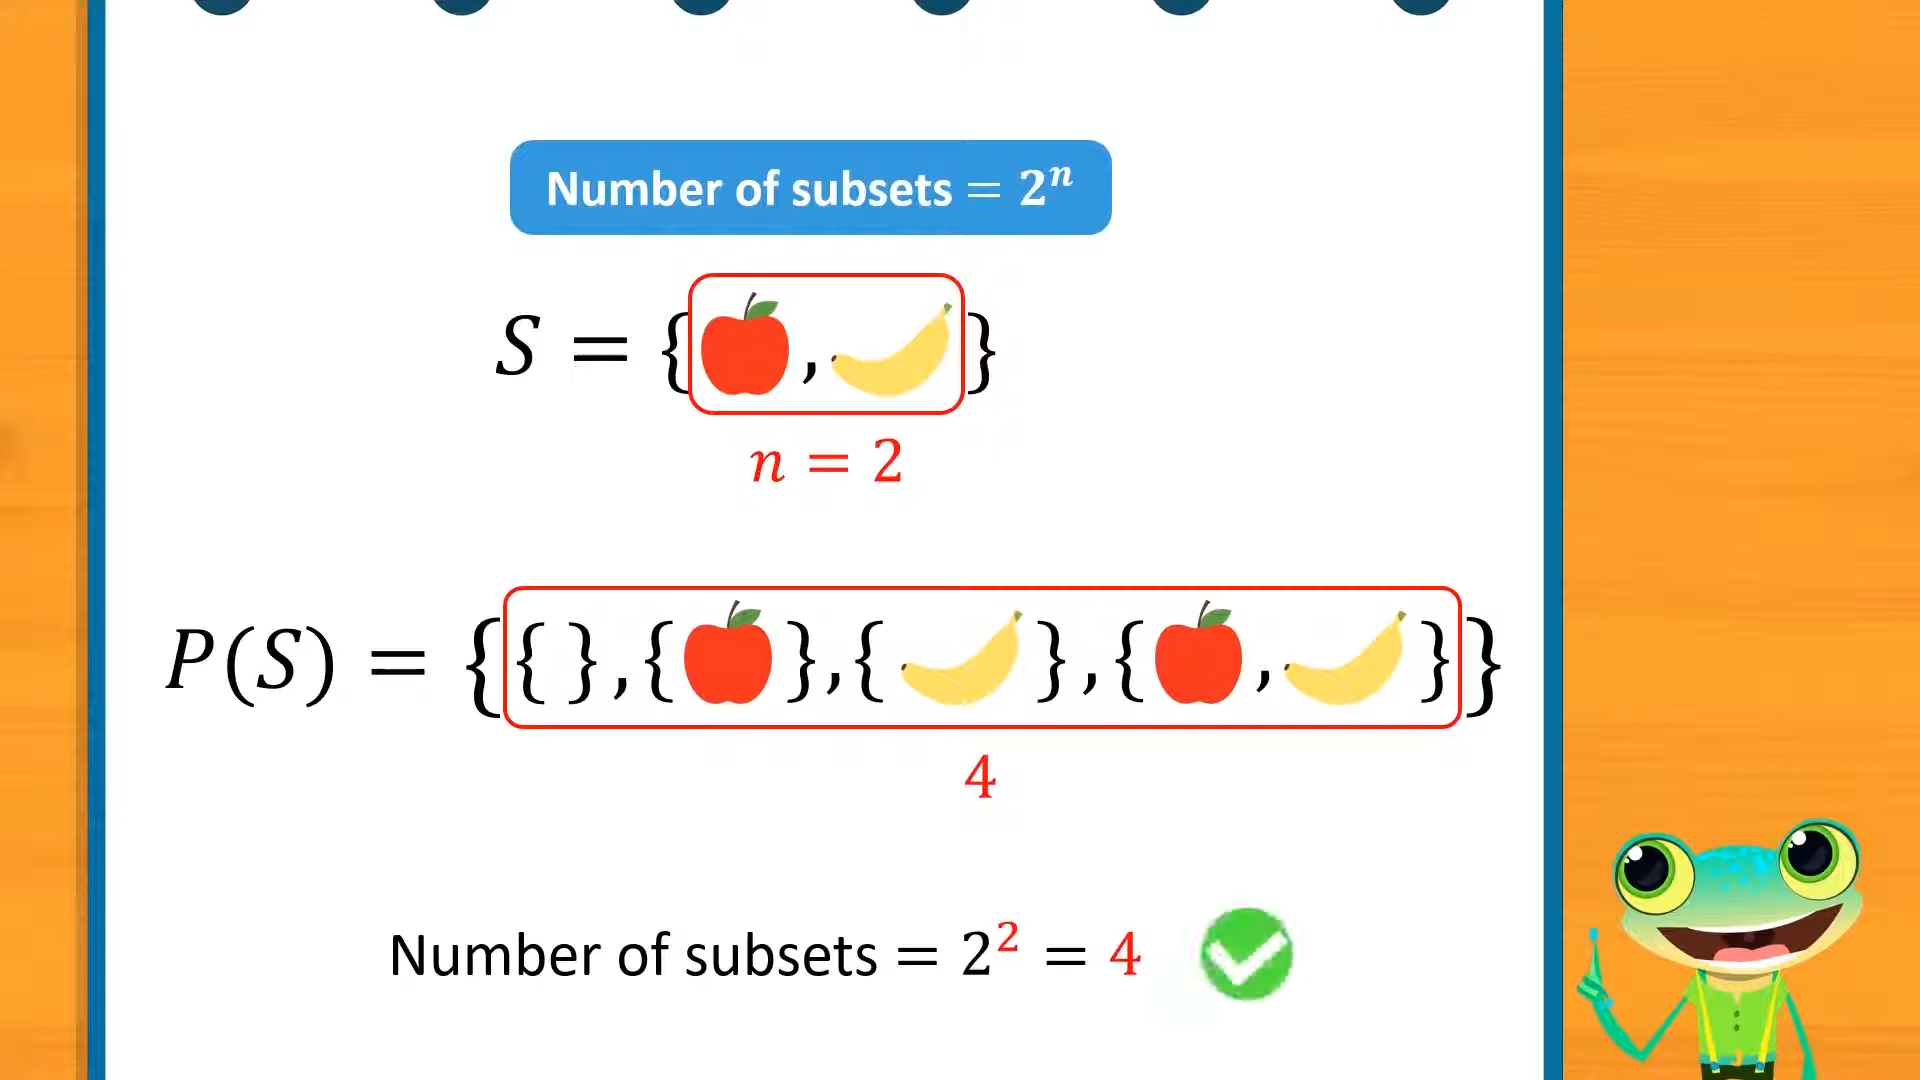 Number of subsets = 2ⁿ
S = { , }
n = 2
P(S) = {{ },{ },{ },{ , }}
4
Number of subsets = 2² = 4